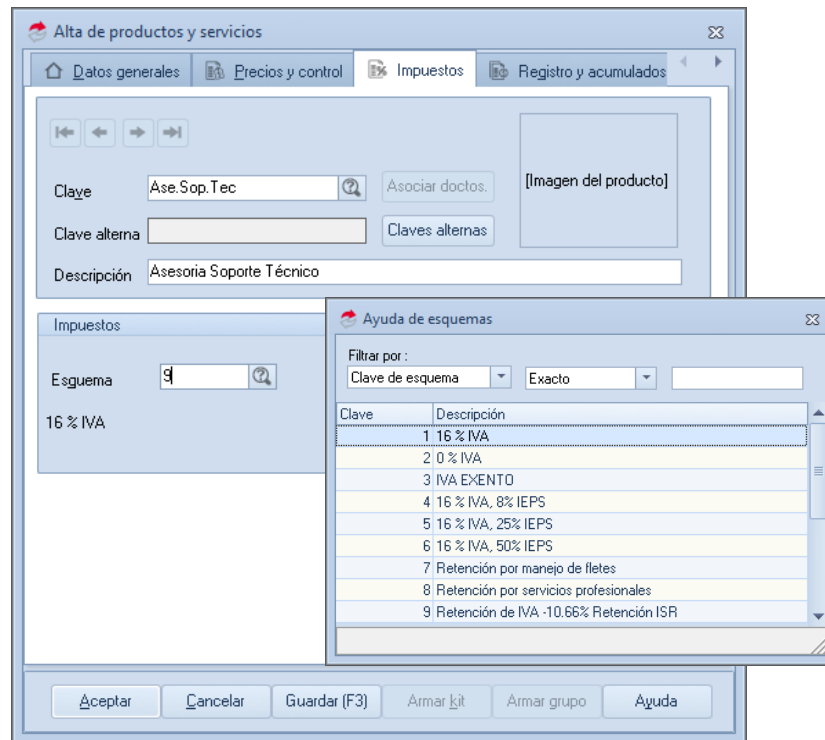 Alta de productos y servicios
Datos generales Precios y control Impuestos Registro y acumulados
Clave Ase.Sop.Tec Asociar doctos. [Imagen del producto]
Clave alterna Claves alternas
Descripción Asesoria Soporte Técnico
Impuestos
Esquema 9
16 % IVA
Ayuda de esquemas
Filtrar por :
Clave de esquema Exacto
Clave Descripción
1 16 % IVA
2 0 % IVA
3 IVA EXENTO
4 16 % IVA, 8% IEPS
5 16 % IVA, 25% IEPS
6 16 % IVA, 50% IEPS
7 Retención por manejo de fletes
8 Retención por servicios profesionales
9 Retención de IVA -10.66% Retención ISR
Aceptar Cancelar Guardar (F3) Armar kit Armar grupo Ayuda